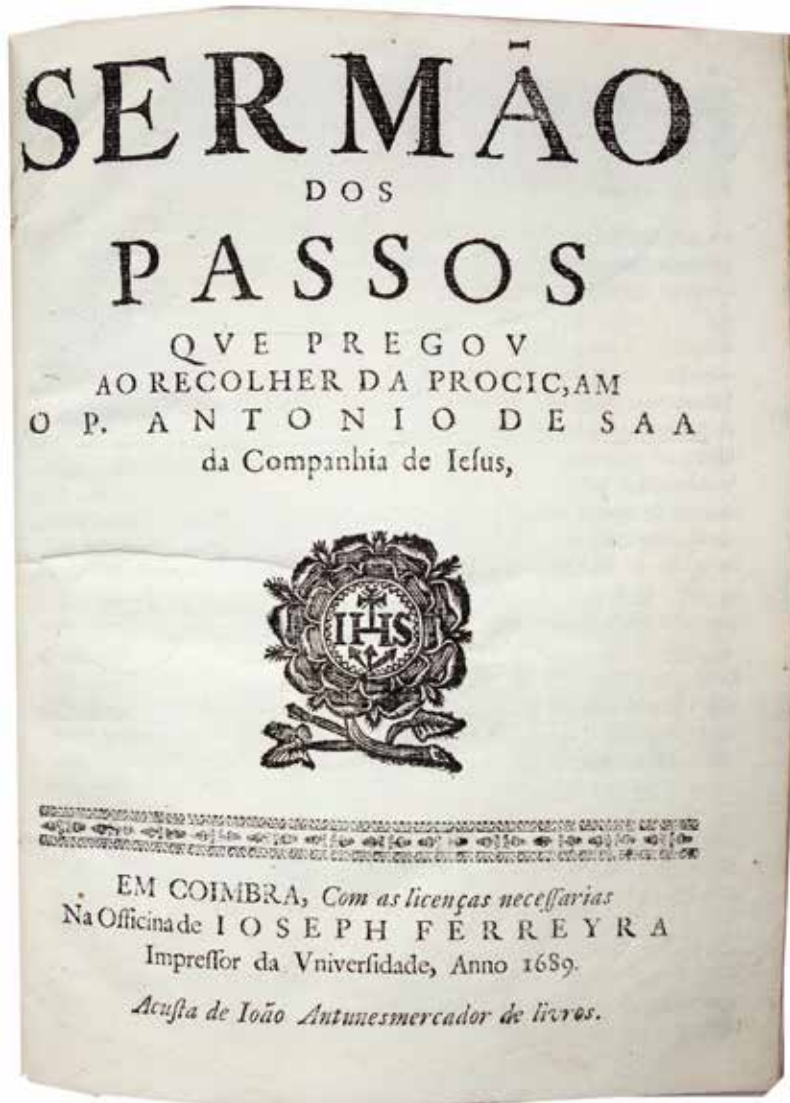 SERMÃO
DOS
PASSOS
QVE PREGOV
AO RECOLHER DA PROCIC,AM
O P. ANTONIO DE SAA
da Companhia de Ieſus,
IHS
EM COIMBRA, Com as licenças neceſſarias
Na Officina de IOSEPH FERREYRA
Impreſſor da Vniverſidade, Anno 1689.
Acuſta de Ioão Antunesmercador de livros.